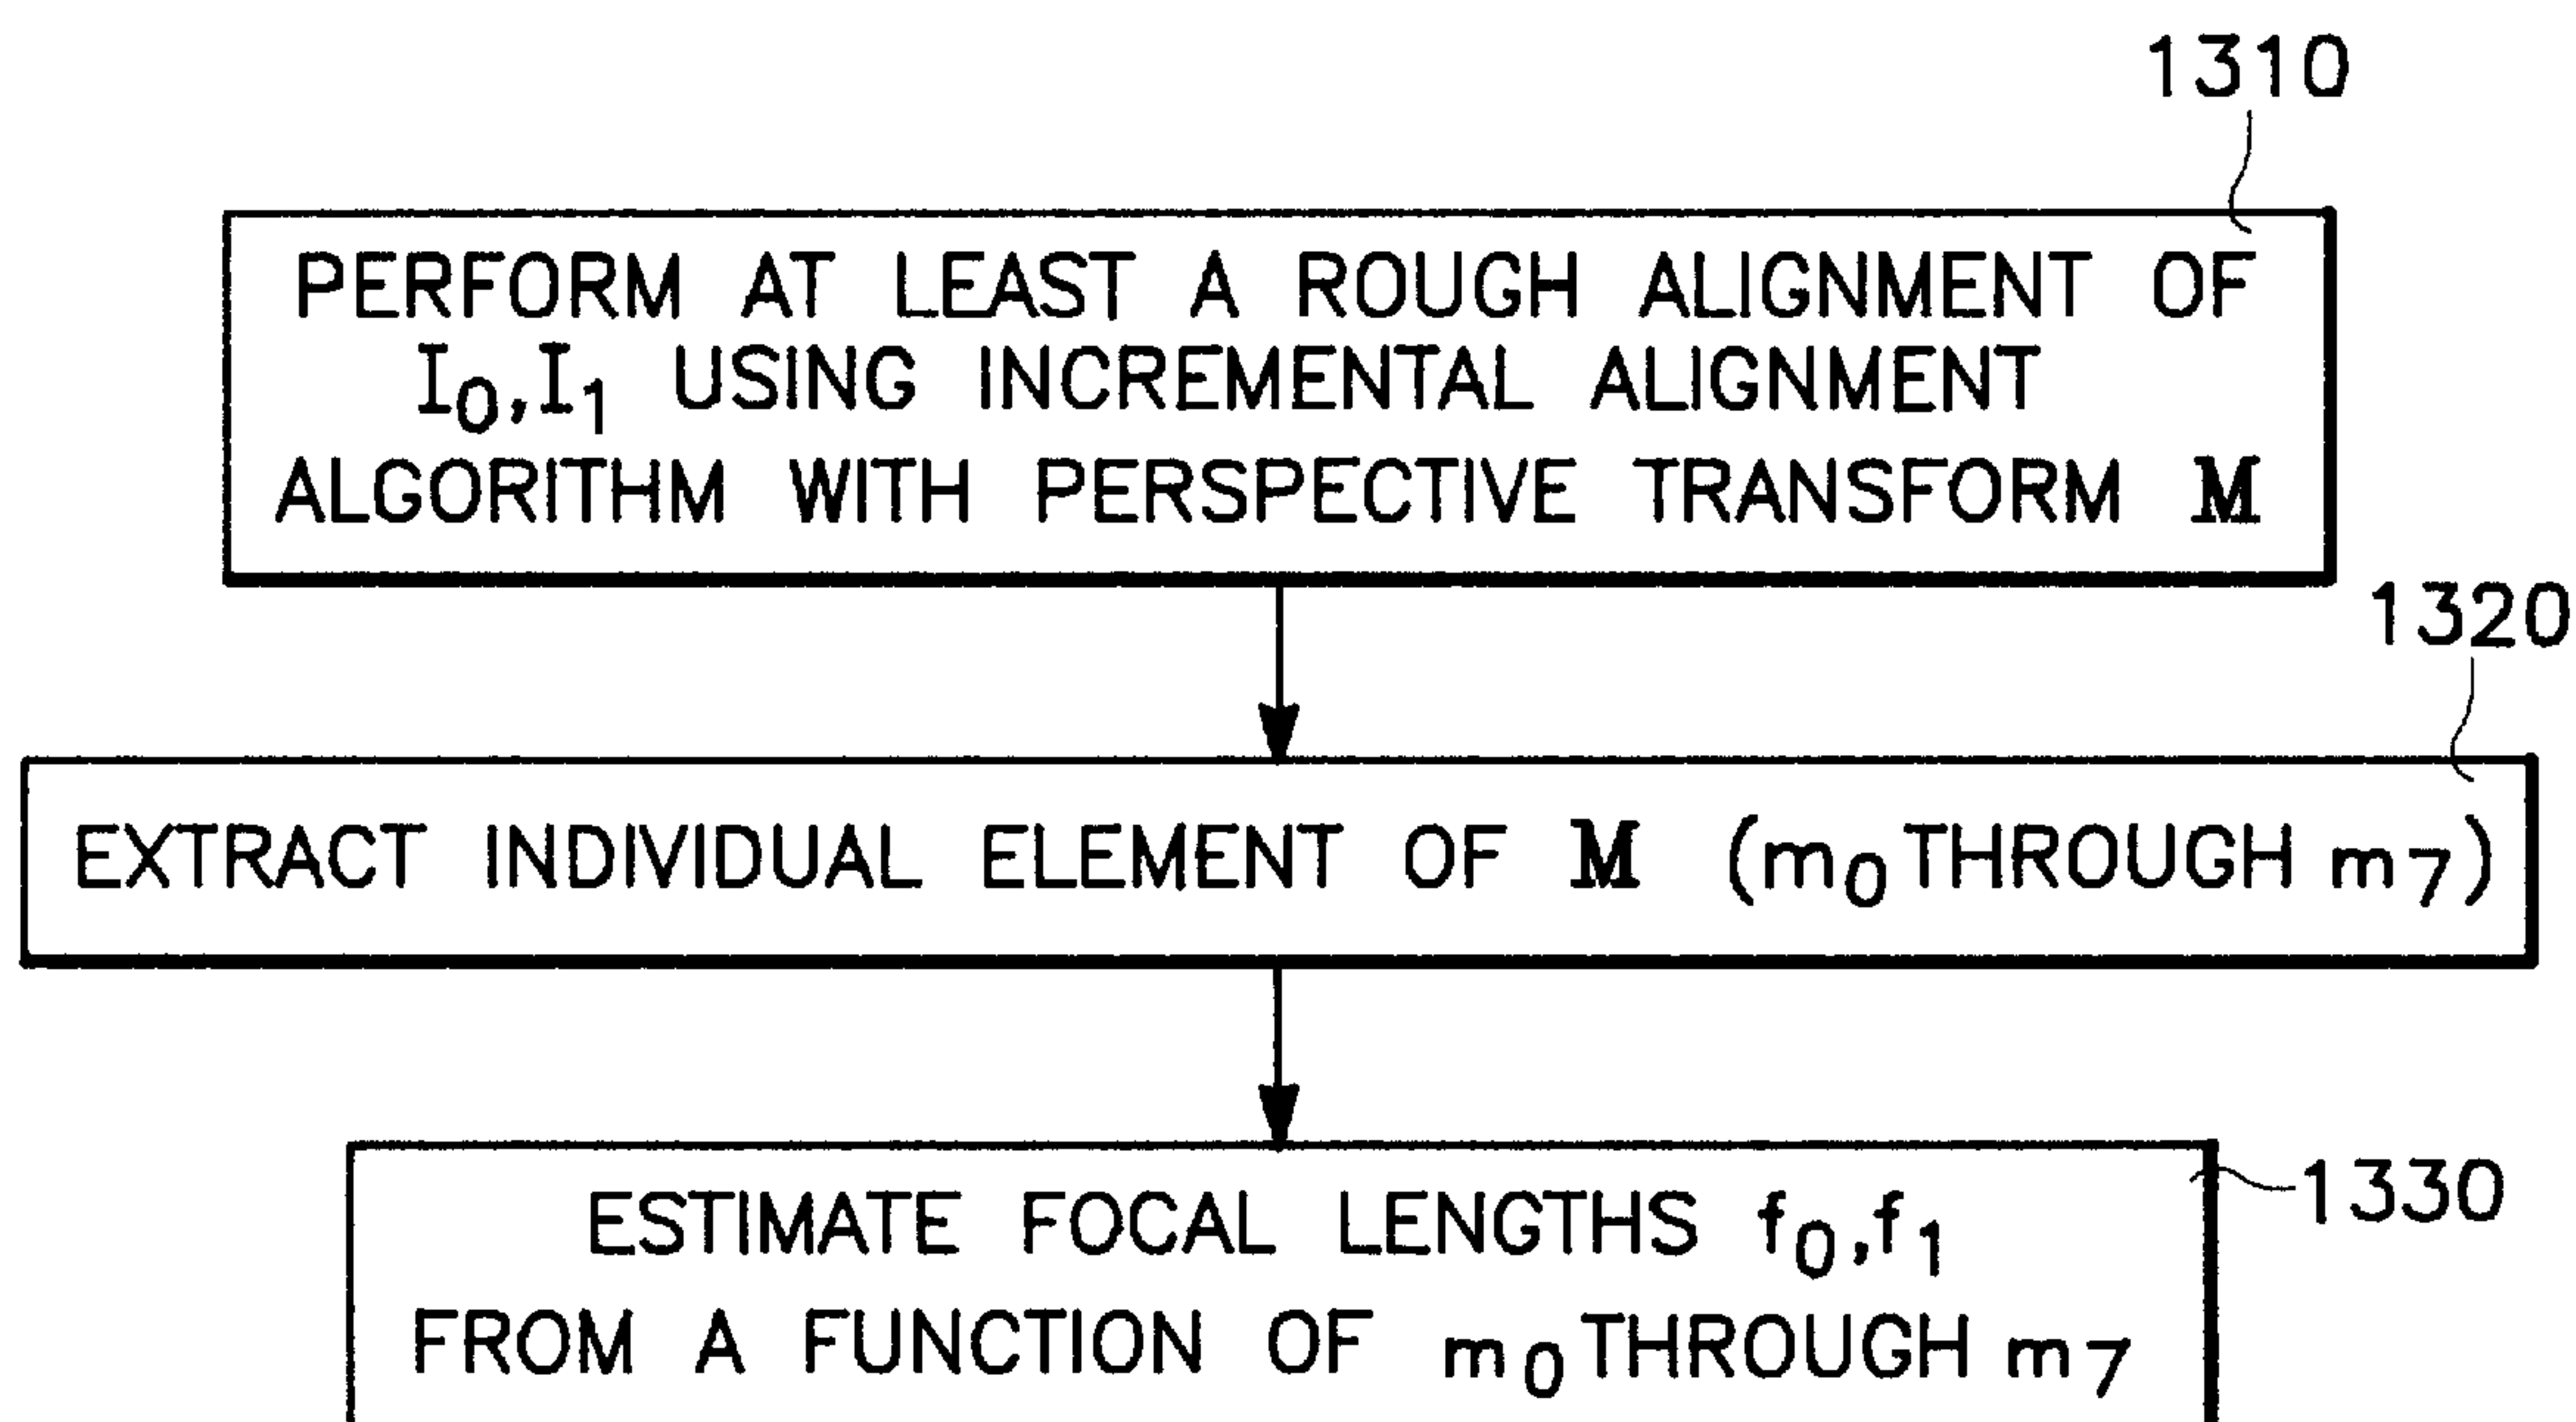 1310
PERFORM AT LEAST A ROUGH ALIGNMENT OF
I₀,I₁ USING INCREMENTAL ALIGNMENT
ALGORITHM WITH PERSPECTIVE TRANSFORM M
1320
EXTRACT INDIVIDUAL ELEMENT OF M (m₀ THROUGH m₇)
1330
ESTIMATE FOCAL LENGTHS f₀,f₁
FROM A FUNCTION OF m₀ THROUGH m₇